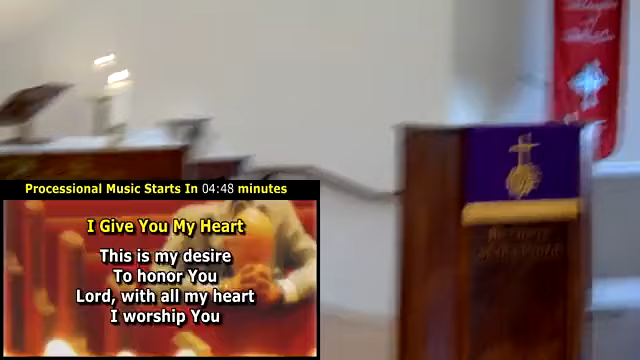 Processional Music Starts In 04:48 minutes
I Give You My Heart
This is my desire
To honor You
Lord, with all my heart
I worship You